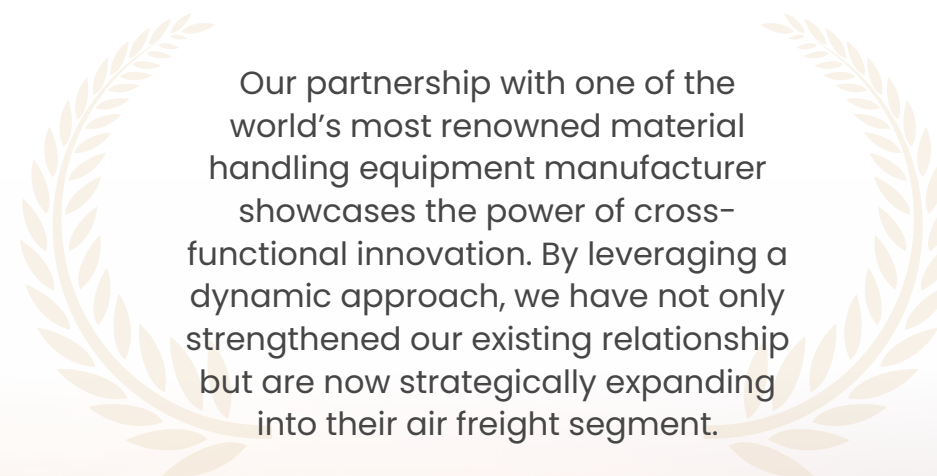 Our partnership with one of the
world's most renowned material
handling equipment manufacturer
showcases the power of cross-
functional innovation. By leveraging a
dynamic approach, we have not only
strengthened our existing relationship
but are now strategically expanding
into their air freight segment.